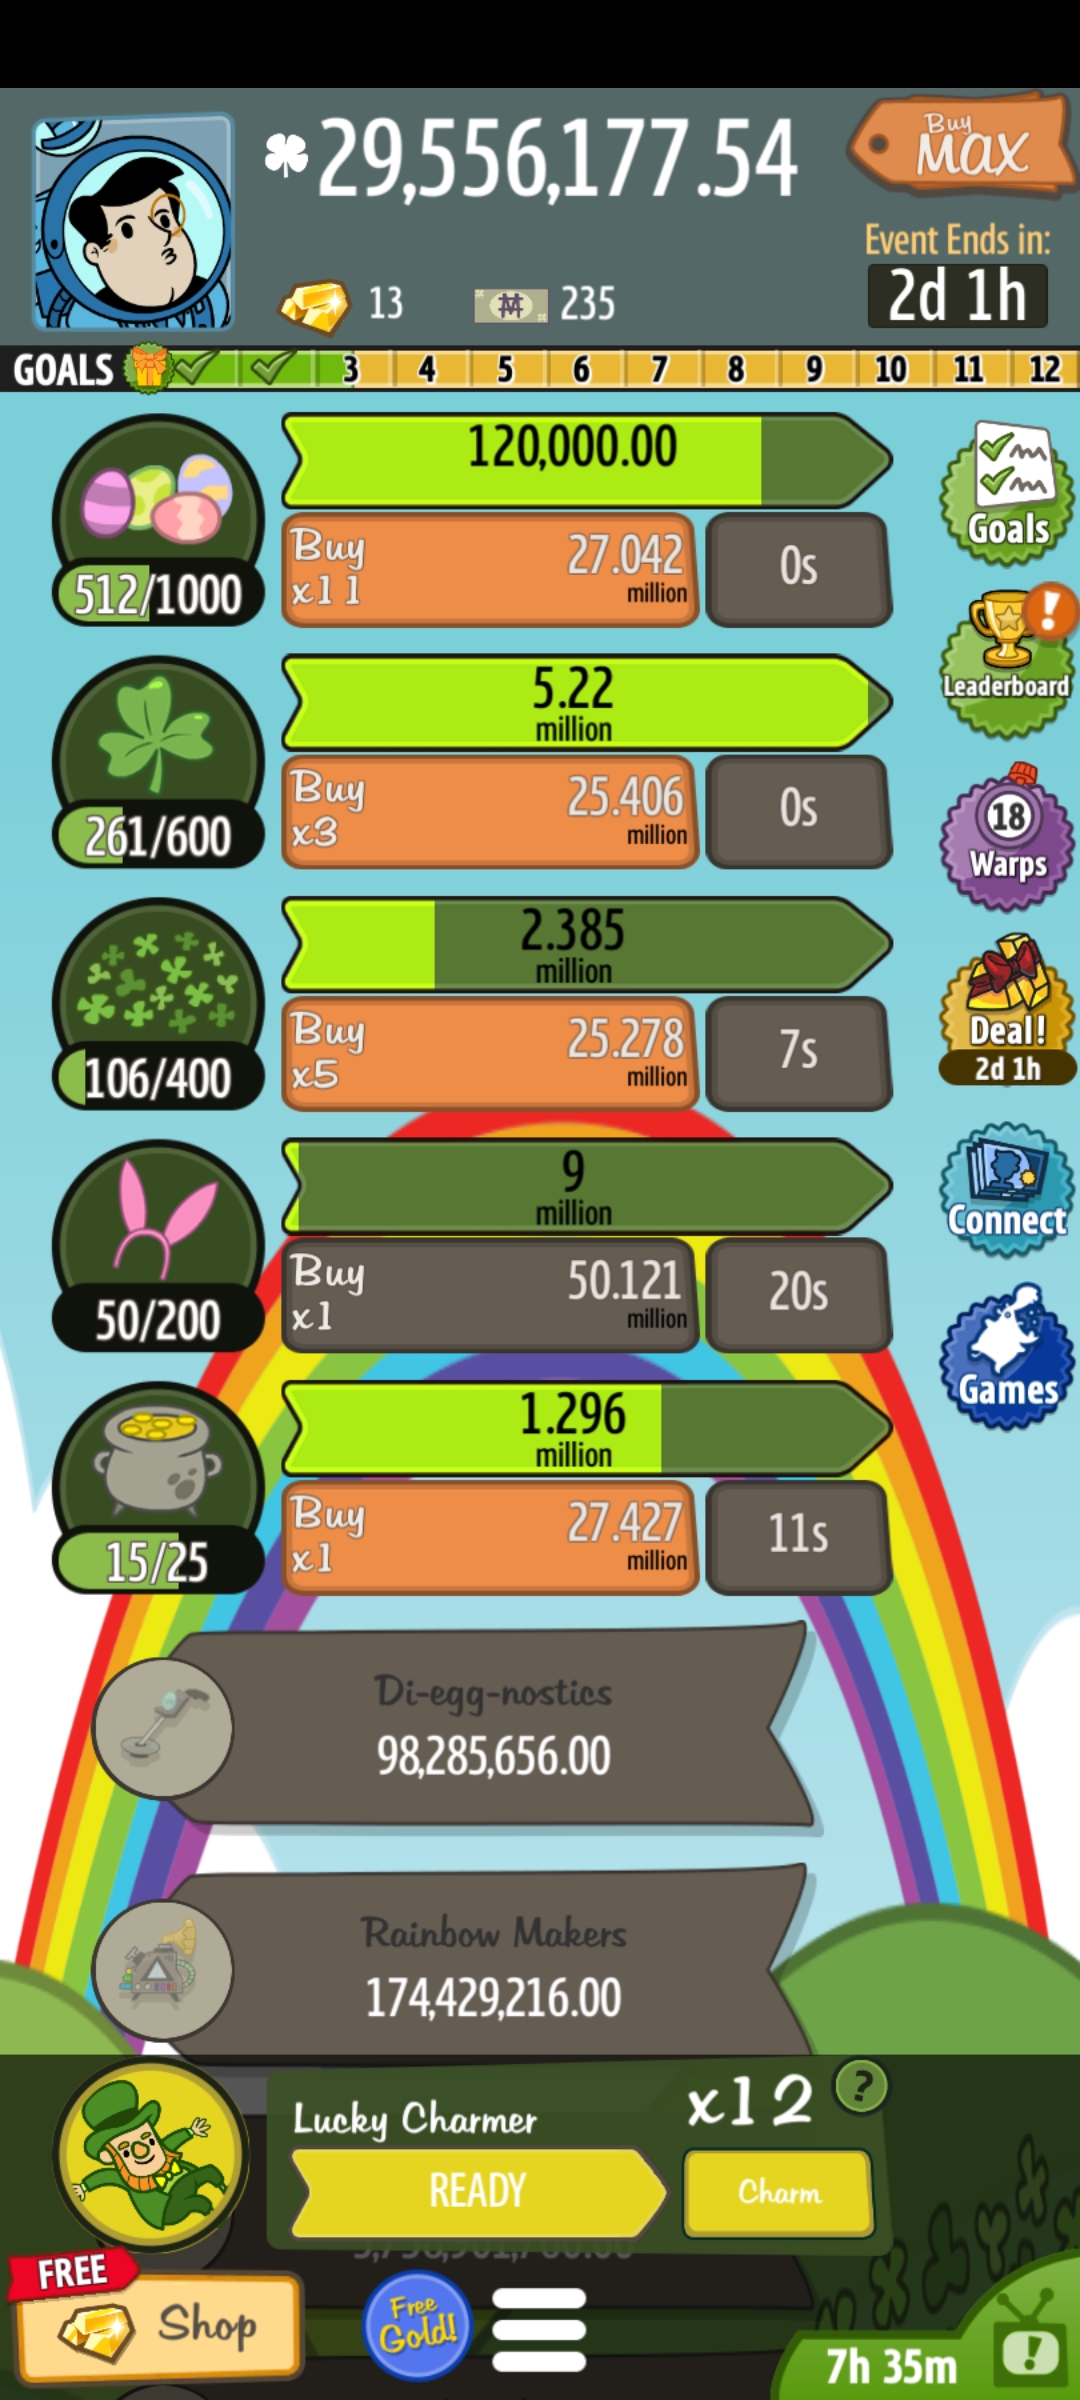 Buy
MAX
29,556,177.54
Event Ends in:
2d 1h
13
235
GOALS 3 4 5 6 7 8 9 10 11 12
120,000.00
Buy
x11
27.042
million
0s
512/1000
Goals
5.22
million
Buy
x3
25.406
million
0s
261/600
Leaderboard
2.385
million
Buy
x5
25.278
million
7s
106/400
18
Warps
Deal!
2d 1h
9
million
Buy
x1
50.121
million
20s
50/200
Connect
1.296
million
Buy
x1
27.427
million
11s
15/25
Games
Di-egg-nostics
98,285,656.00
Rainbow Makers
174,429,216.00
Lucky Charmer
x12
?
READY
Charm
FREE
Shop
Free
Gold!
7h 35m